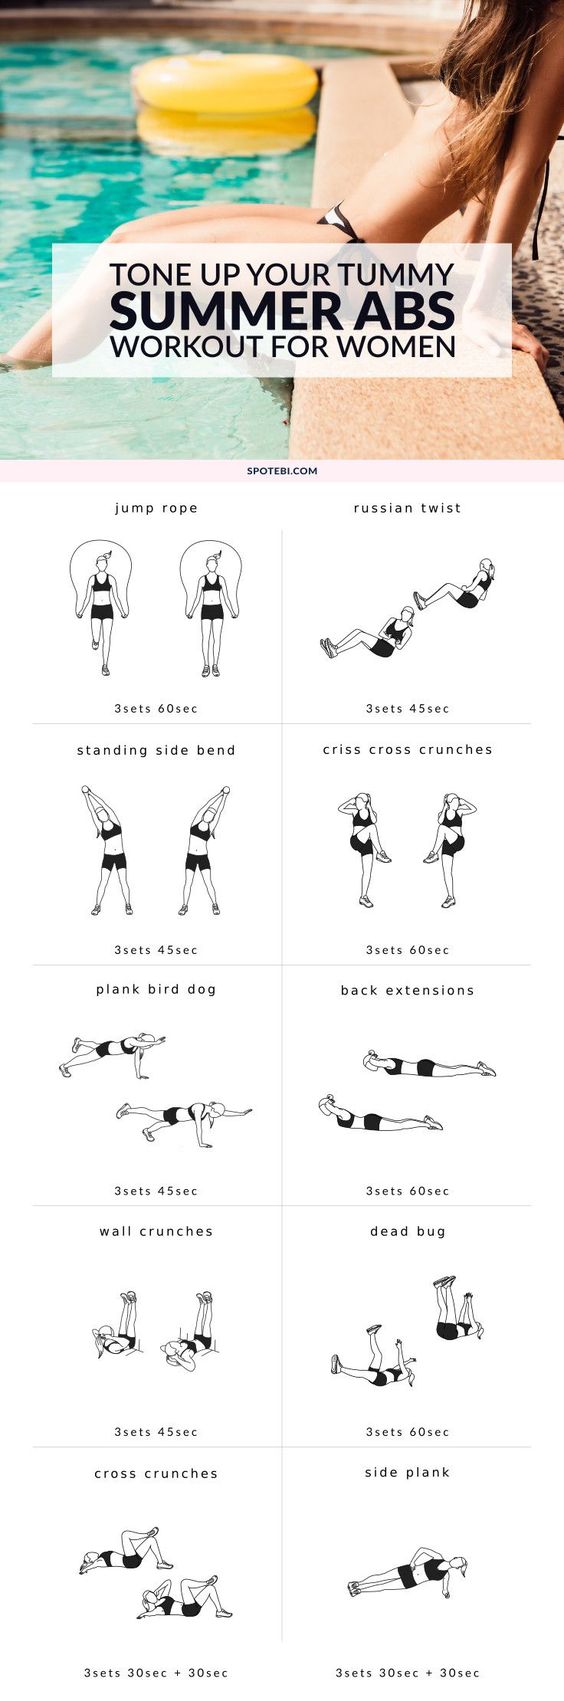 TONE UP YOUR TUMMY
SUMMER ABS
WORKOUT FOR WOMEN
SPOTEBI.COM
jump rope
russian twist
3sets 60sec
3sets 45sec
standing side bend
criss cross crunches
3sets 45sec
3sets 60sec
plank bird dog
back extensions
3sets 45sec
3sets 60sec
wall crunches
dead bug
3sets 45sec
3sets 60sec
cross crunches
side plank
3sets 30sec + 30sec
3sets 30sec + 30sec